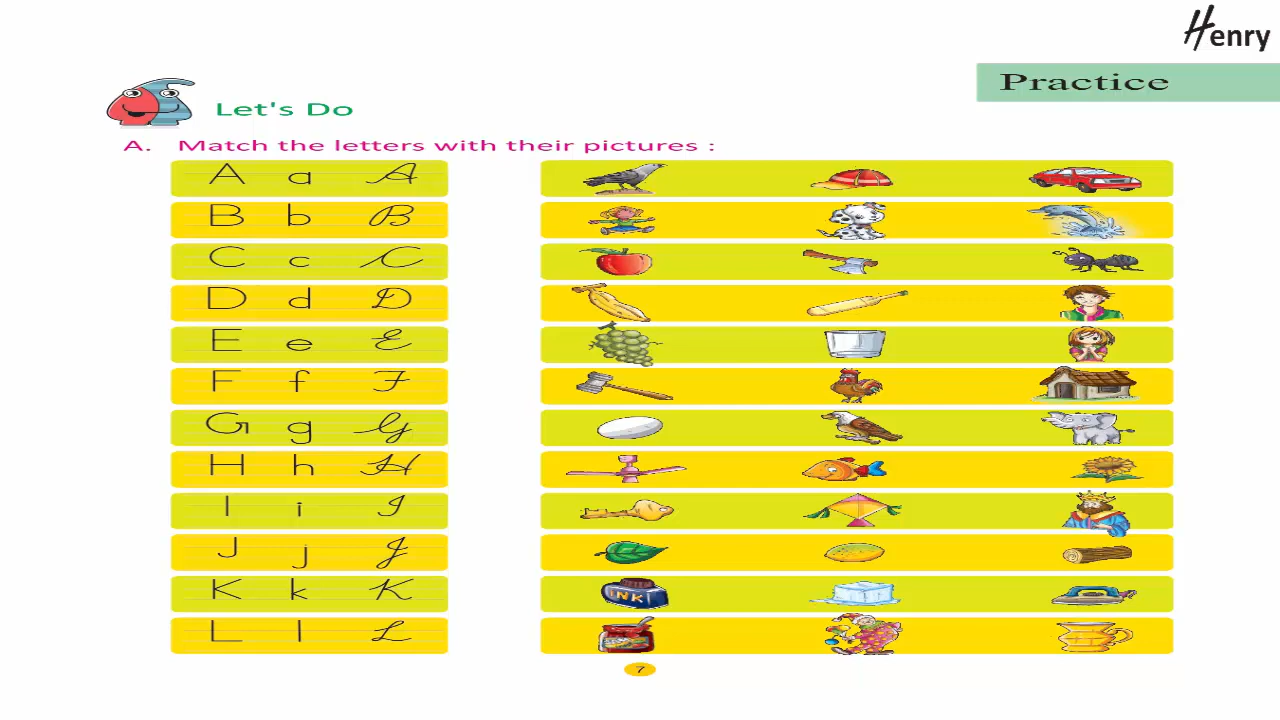 Henry
Practice
Let's Do
A. Match the letters with their pictures :
A a A
B b B
C c C
D d D
E e E
F f F
G g G
H h H
I i I
J j J
K k K
INK
L l L
7